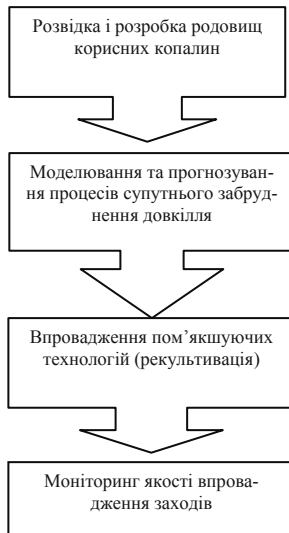 Розвідка і розробка родовищ
корисних копалин
Моделювання та прогнозуван-
ня процесів супутнього забруд-
нення довкілля
Впровадження пом’якшуючих
технологій (рекультивація)
Моніторинг якості впрова-
дження заходів